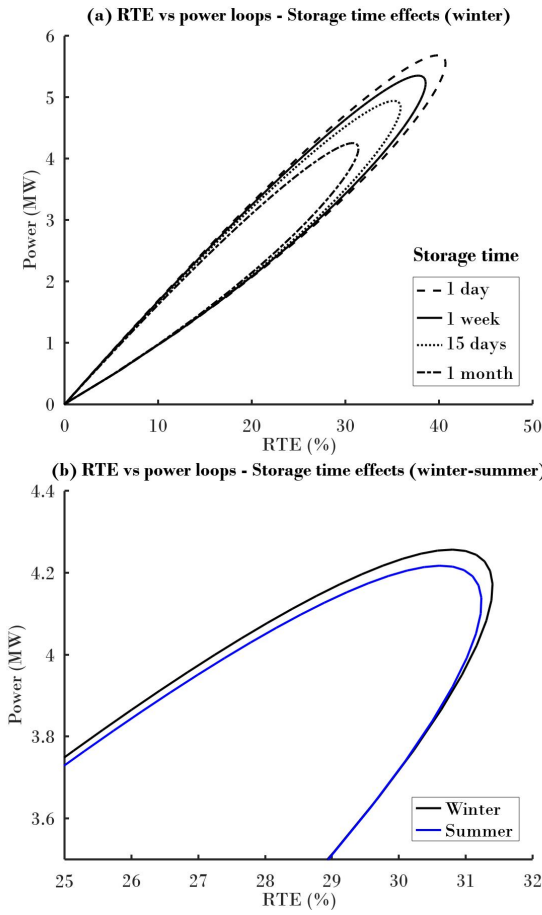 (a) RTE vs power loops - Storage time effects (winter)
6
5
4
3
2
1
0
Power (MW)
Storage time
1 day
1 week
15 days
1 month
0 10 20 30 40 50
RTE (%)
(b) RTE vs power loops - Storage time effects (winter-summer)
4.4
4.2
4
3.8
3.6
Power (MW)
Winter
Summer
25 26 27 28 29 30 31 32
RTE (%)